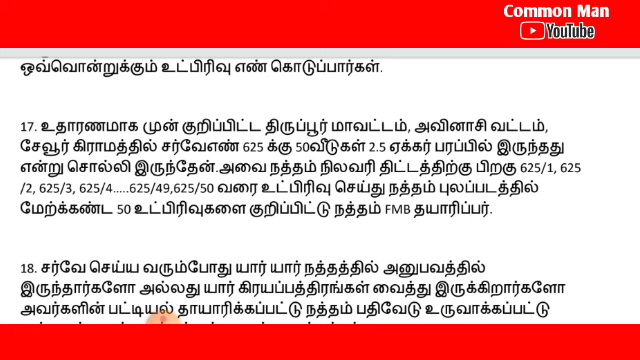 Common Man
YouTube
ஒவ்வொன்றுக்கும் உட்பிரிவு எண் கொடுப்பார்கள்.
17. உதாரணமாக முன் குறிப்பிட்ட திருப்பூர் மாவட்டம், அவினாசி வட்டம்,
சேவூர் கிராமத்தில் சர்வேஎண் 625 க்கு 50வீடுகள் 2.5 ஏக்கர் பரப்பில் இருந்தது
என்று சொல்லி இருந்தேன்.அவை நத்தம் நிலவரி திட்டத்திற்கு பிறகு 625/1, 625
/2, 625/3, 625/4.....625/49,625/50 வரை உட்பிரிவு செய்து நத்தம் புலப்படத்தில்
மேற்க்கண்ட 50 உட்பிரிவுகளை குறிப்பிட்டு நத்தம் FMB தயாரிப்பர்.
18. சர்வே செய்ய வரும்போது யார் யார் நத்தத்தில் அனுபவத்தில்
இருந்தார்களோ அல்லது யார் கிரயப்பத்திரங்கள் வைத்து இருக்கிறார்களோ
அவர்களின் பட்டியல் தாயாரிக்கப்பட்டு நத்தம் பதிவேடு உருவாக்கப்பட்டு